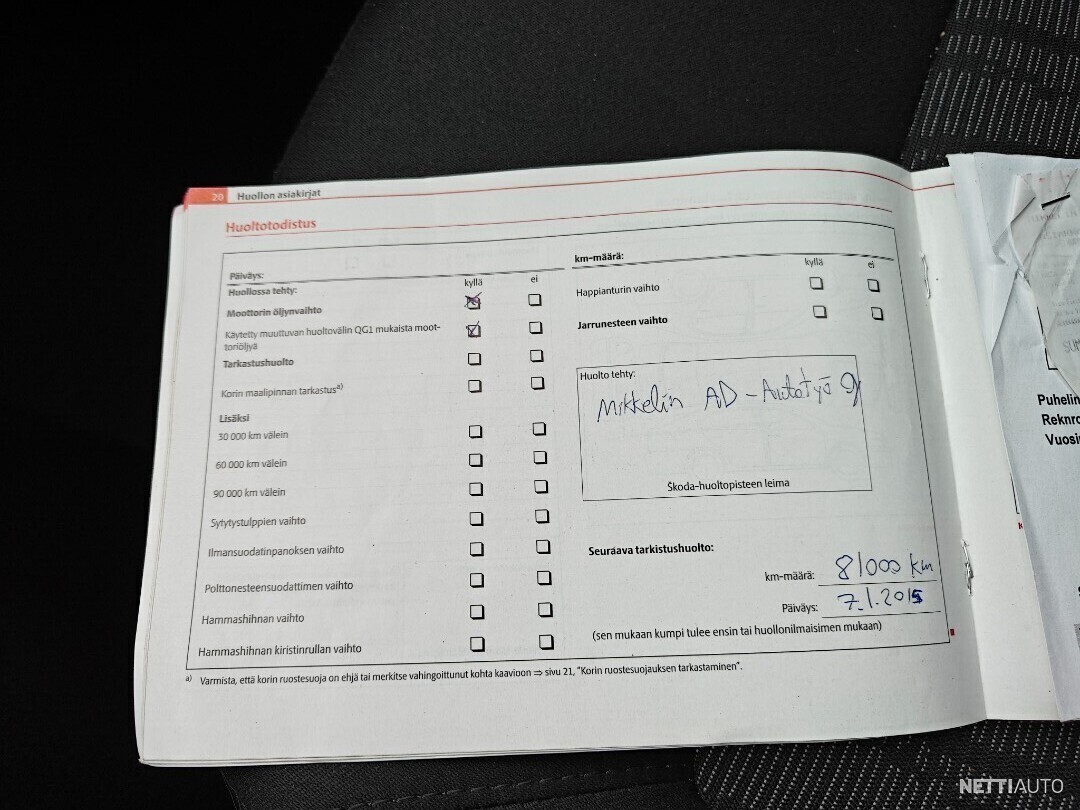 20 Huollon asiakirjat
Huoltotodistus
Päiväys:
kyllä ei
Huollossa tehty:
Moottorin öljynvaihto
Käytetty muuttuvan huoltovälin QG1 mukaista moot-
toriöljyä
Tarkastushuolto
Korin maalipinnan tarkastus a)
Lisäksi
30 000 km välein
60 000 km välein
90 000 km välein
Sytytystulppien vaihto
Ilmansuodatinpanoksen vaihto
Polttonesteensuodattimen vaihto
Hammashihnan vaihto
Hammashihnan kiristinrullan vaihto
km-määrä:
kyllä ei
Happianturin vaihto
Jarrunesteen vaihto
Huolto tehty:
Mikkelin AD-Autotyö Oy
Škoda-huoltopisteen leima
Seuraava tarkistushuolto:
km-määrä: 81000 km
Päiväys: 7.1.2015
(sen mukaan kumpi tulee ensin tai huollonilmaisimen mukaan)
a) Varmista, että korin ruostesuoja on ehjä tai merkitse vahingoittunut kohta kaavioon ⇒ sivu 21, "Korin ruostesuojauksen tarkastaminen".
Puhelin
Reknro
Vuosi
NETTIAUTO